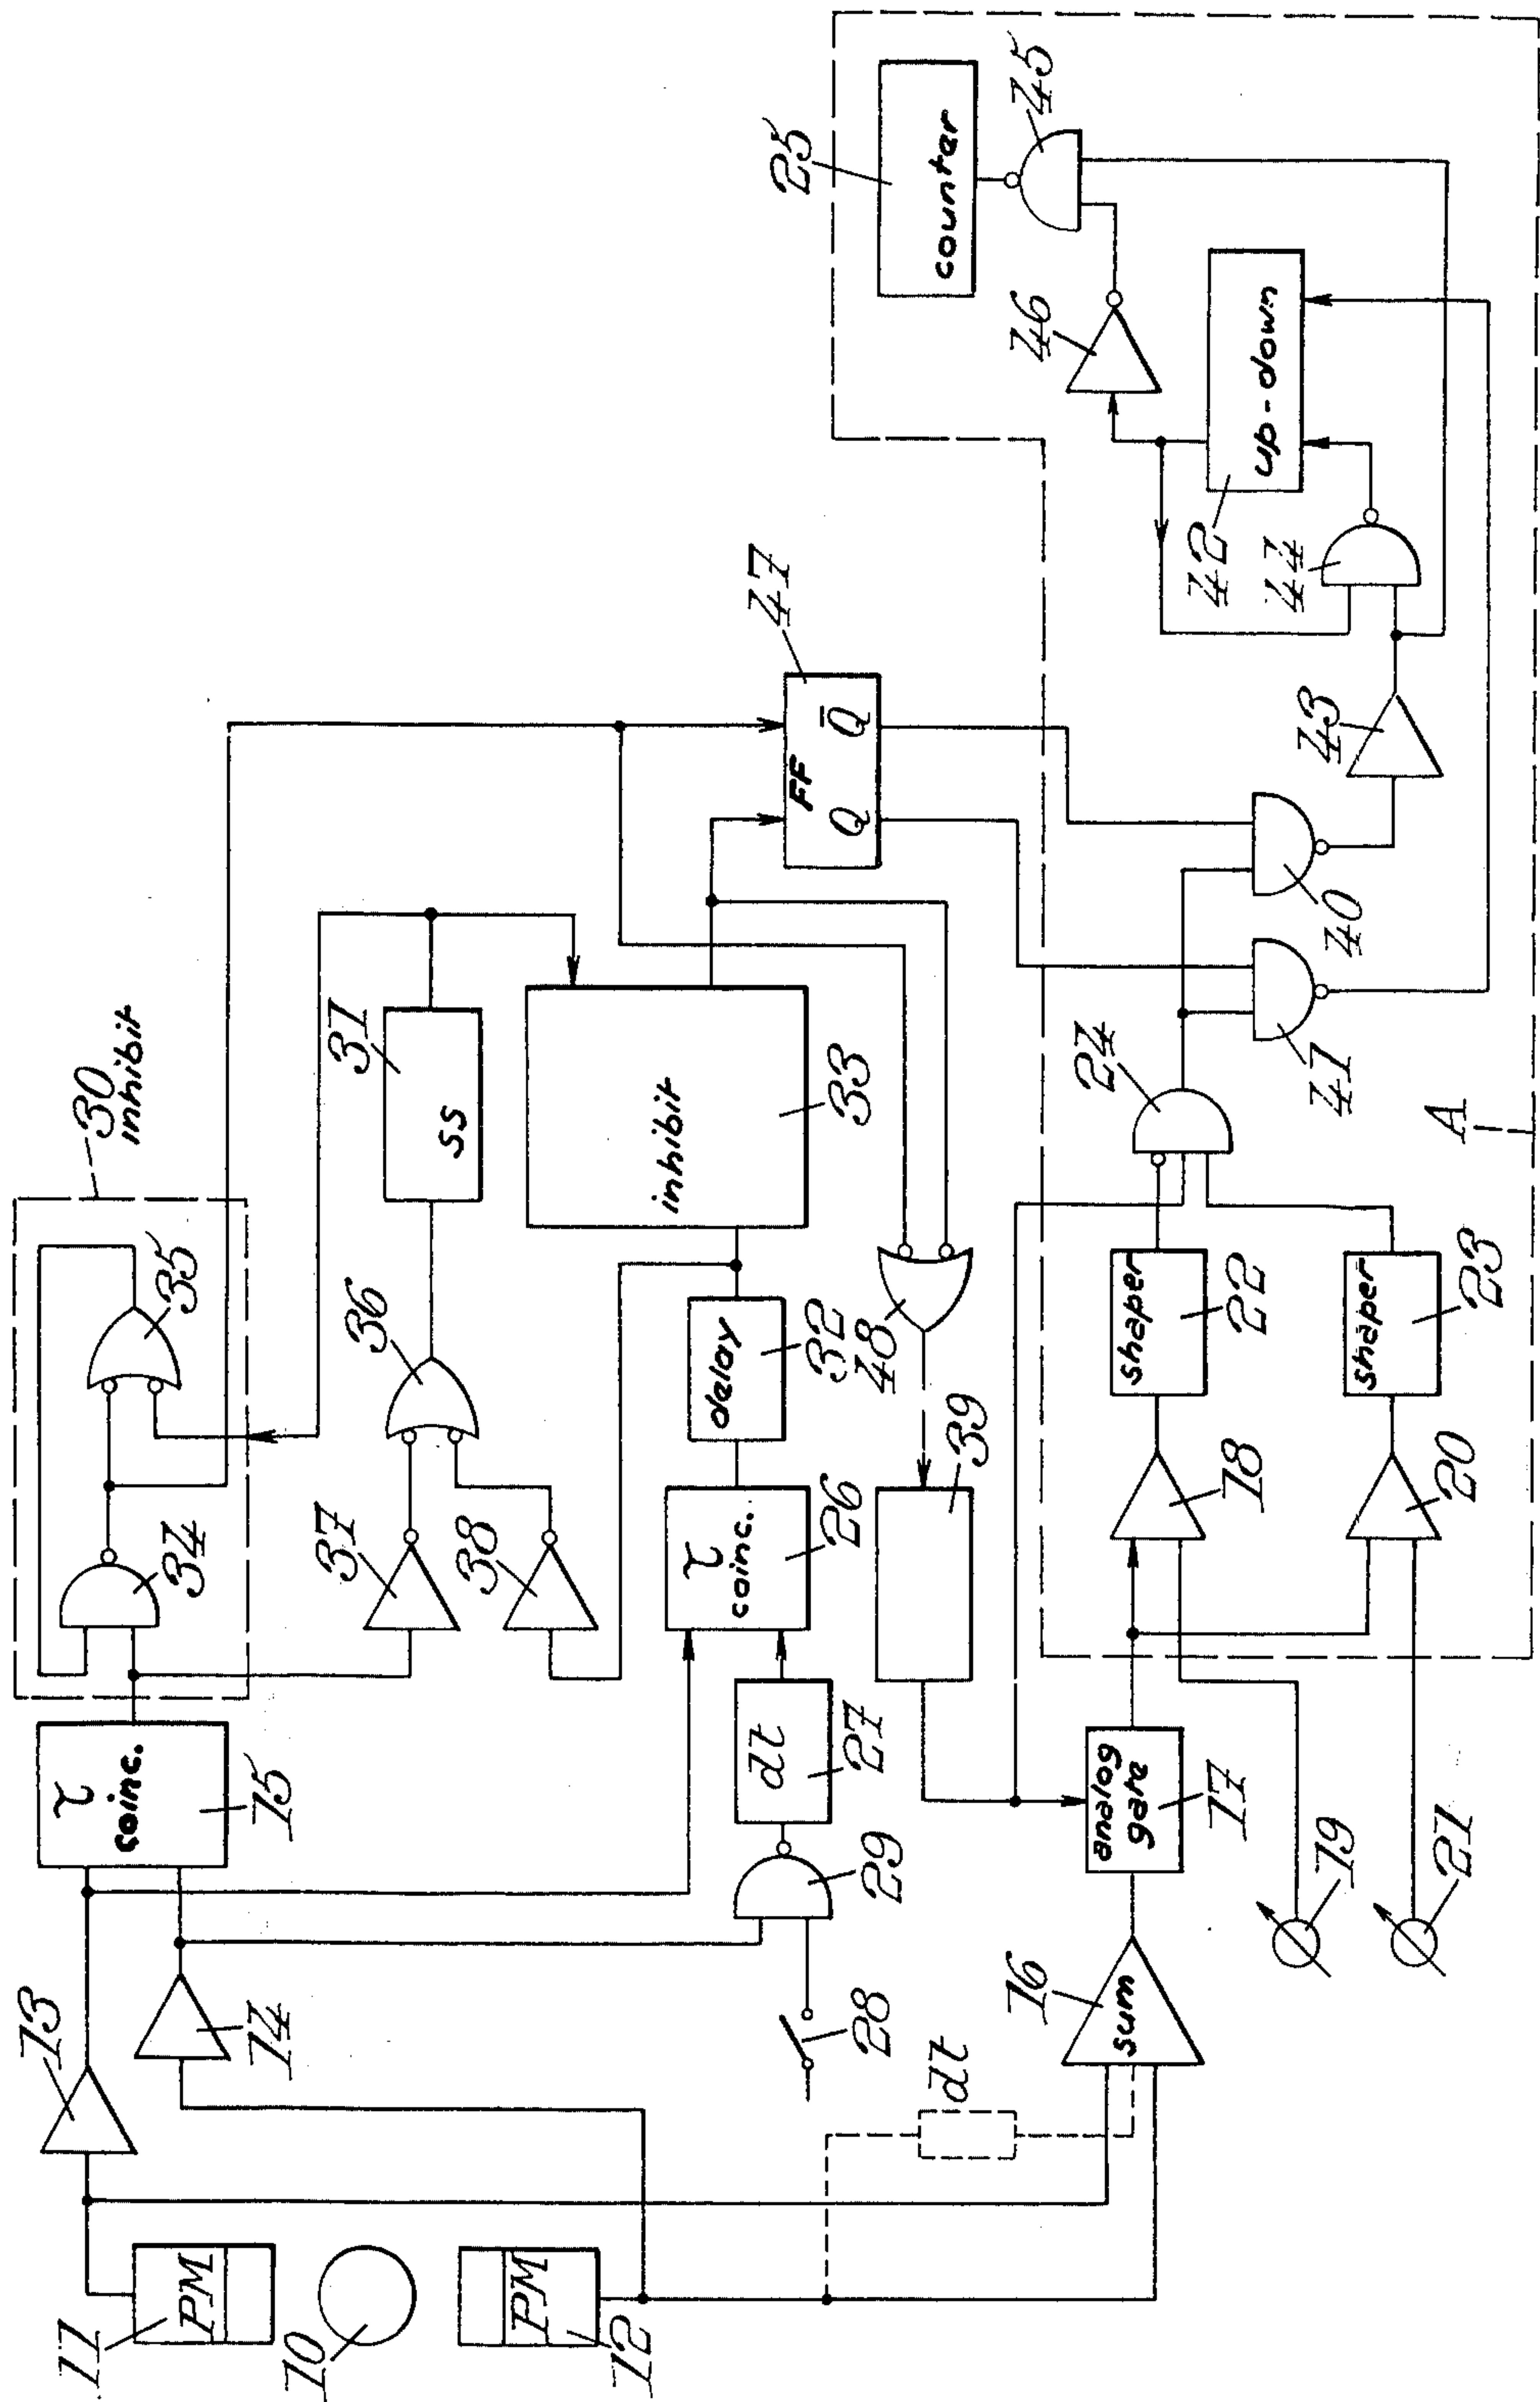 11
PM
10
PM
12
13
14
τ
coinc.
15
30
inhibit
34
35
37
38
36
31
ss
inhibit
33
delay
32
τ
coinc.
26
dt
27
29
28
48
39
47
FF
Q
Q̄
dt
16
sum
analog
gate
17
19
21
18
20
shaper
22
shaper
23
24
41
40
43
44
42
up-down
46
45
25
counter
A